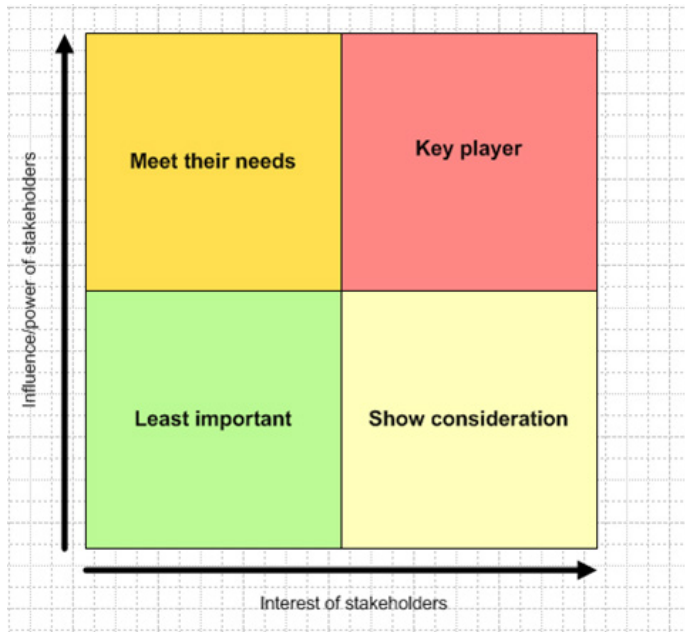 Influence/power of stakeholders
Meet their needs
Key player
Least important
Show consideration
Interest of stakeholders